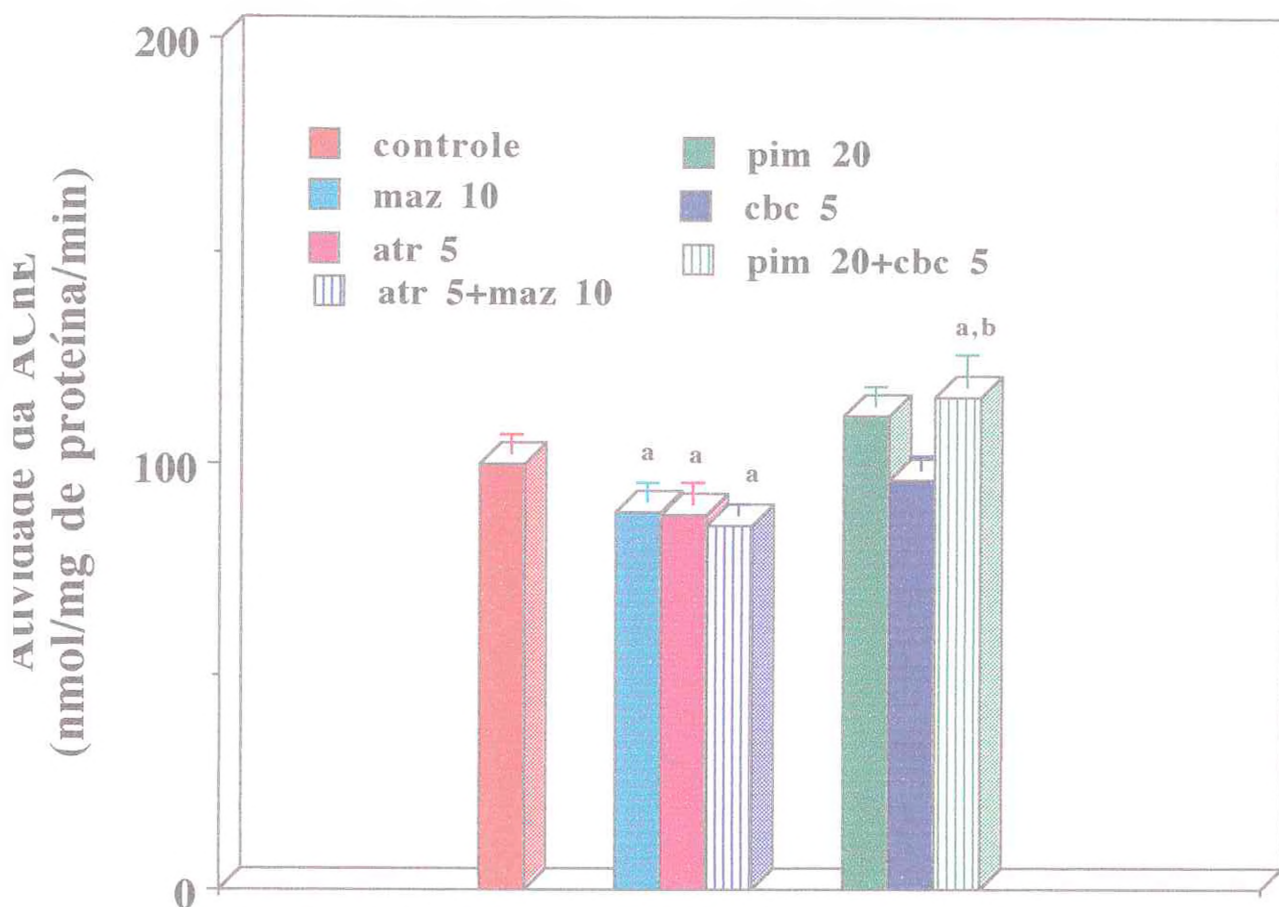 200
100
0
(nmol/mg de proteína/min)
controle
maz 10
atr 5
atr 5+maz 10
pim 20
cbc 5
pim 20+cbc 5
a
a
a
a,b